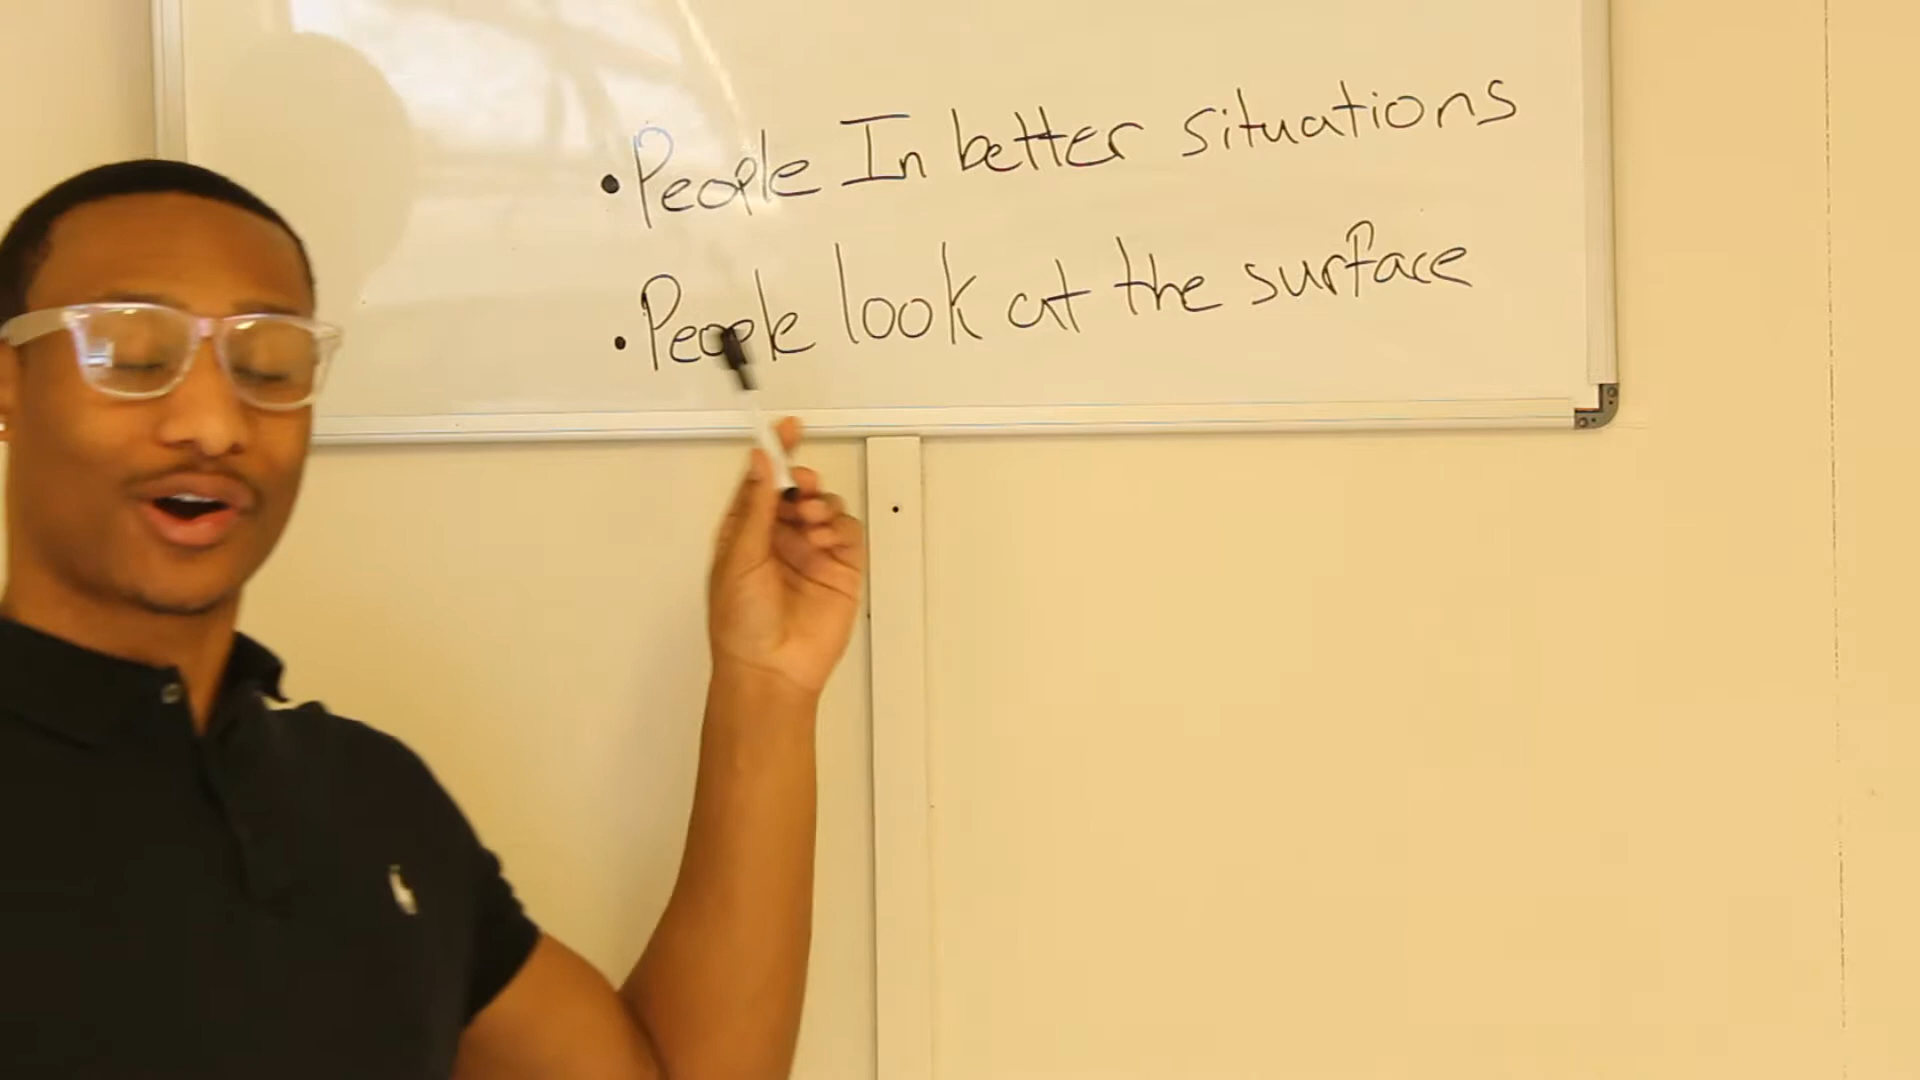 • People In better situations
• People look at the surface